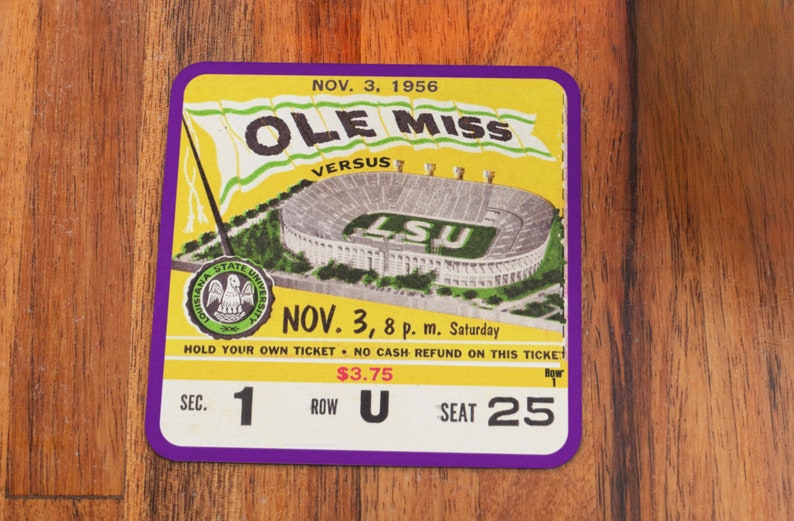 NOV. 3, 1956
OLE MISS
VERSUS
LSU
LOUISIANA STATE UNIVERSITY
NOV. 3, 8 p. m. Saturday
HOLD YOUR OWN TICKET • NO CASH REFUND ON THIS TICKET
$3.75
Row
1
SEC. 1 ROW U SEAT 25